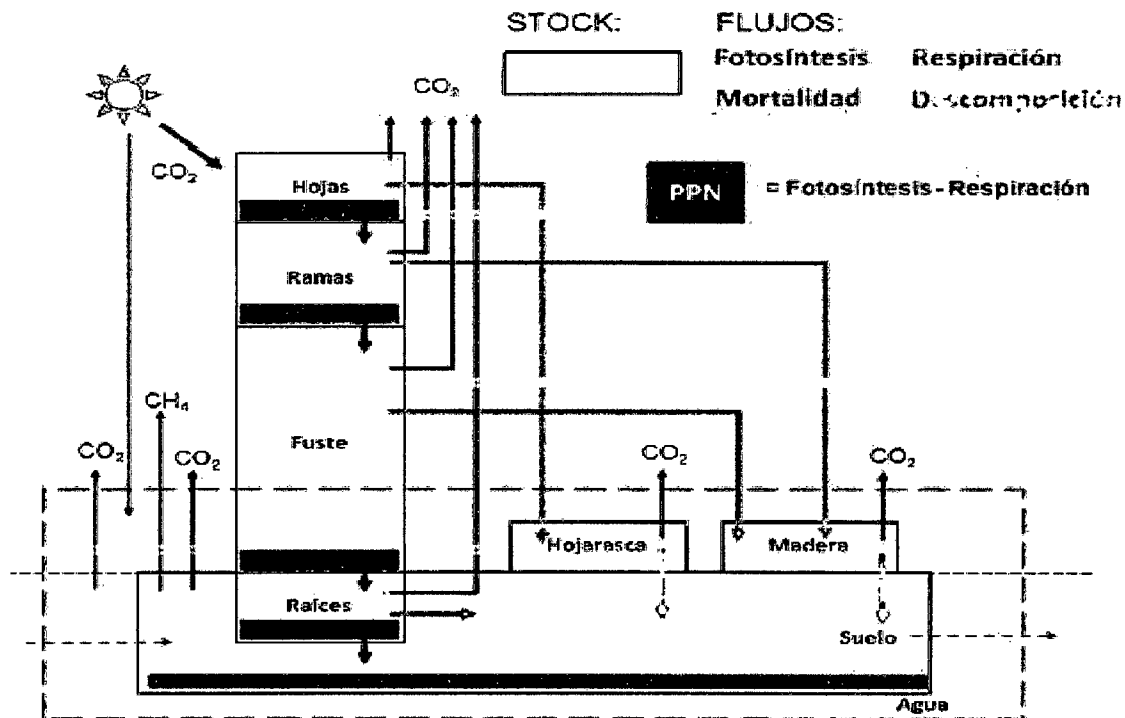 STOCK: FLUJOS:
Fotosíntesis Respiración
Mortalidad Descomposición
CO₂
CO₂
Hojas
PPN = Fotosíntesis - Respiración
Ramas
CH₄
Fuste
CO₂ CO₂ CO₂ CO₂
Hojarasca Madera
Raíces
Suelo
Agua